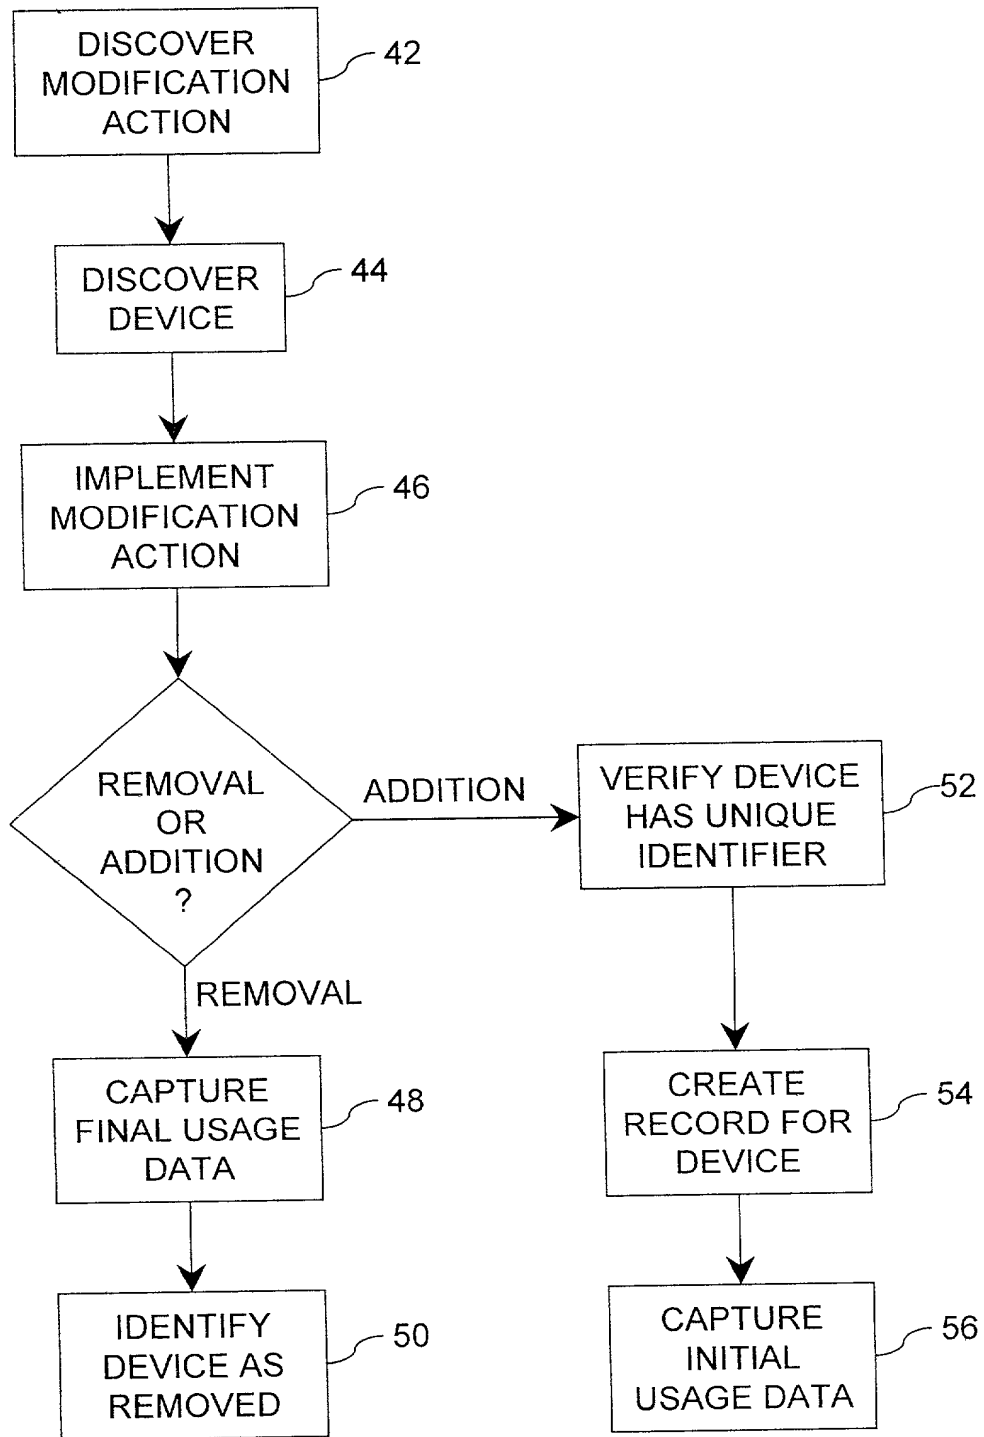 DISCOVER
MODIFICATION
ACTION
42
DISCOVER
DEVICE
44
IMPLEMENT
MODIFICATION
ACTION
46
REMOVAL
OR
ADDITION
?
ADDITION
REMOVAL
VERIFY DEVICE
HAS UNIQUE
IDENTIFIER
52
CAPTURE
FINAL USAGE
DATA
48
CREATE
RECORD FOR
DEVICE
54
IDENTIFY
DEVICE AS
REMOVED
50
CAPTURE
INITIAL
USAGE DATA
56